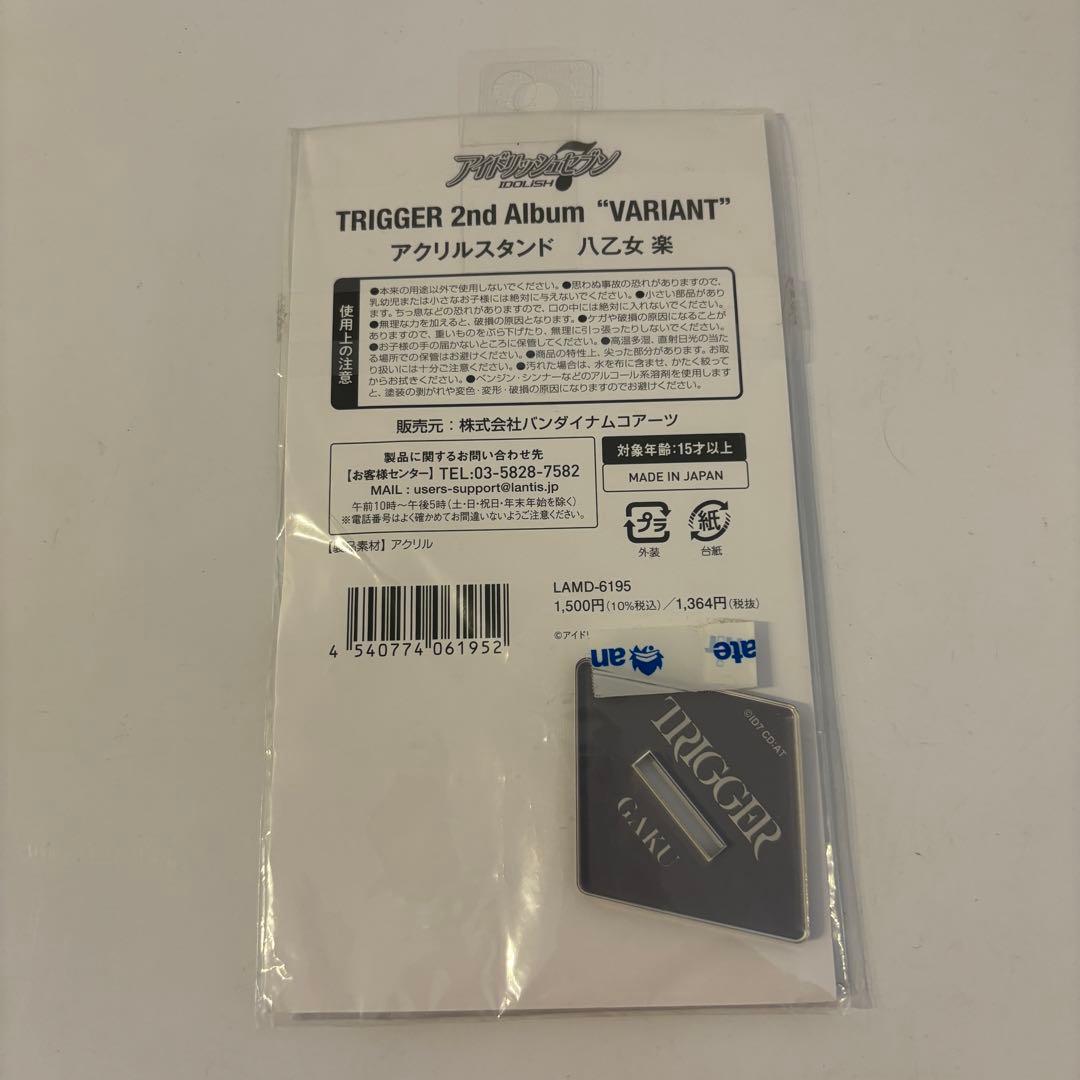 アイドリッシュセブン
IDOLiSH7
TRIGGER 2nd Album “VARIANT”
アクリルスタンド　八乙女 楽
使用上の注意
●本来の用途以外で使用しないでください。●思わぬ事故の恐れがありますので、
乳幼児または小さなお子様には絶対に与えないでください。●小さい部品があり
ます。ちっ息などの恐れがありますので、口の中には絶対に入れないでください。
●無理な力を加えると、破損の原因となります。●ケガや破損の原因になることが
ありますので、重いものをぶら下げたり、無理に引っ張ったりしないでください。
●お子様の手の届かないところに保管してください。●高温多湿、直射日光の当た
る場所での保管はお避けください。●商品の特性上、尖った部分があります。お取
り扱いには十分ご注意ください。●汚れた場合は、水を布に含ませ、かたく絞って
からお拭きください。●ベンジン・シンナーなどのアルコール系溶剤を使用します
と、塗装の剥がれや変色・変形・破損の原因になりますのでお避けください。
販売元：株式会社バンダイナムコアーツ
製品に関するお問い合わせ先
【お客様センター】TEL:03-5828-7582
MAIL：users-support@lantis.jp
午前10時～午後5時（土・日・祝日・年末年始を除く）
※電話番号はよく確かめてお間違いないようご注意ください。
対象年齢：15才以上
MADE IN JAPAN
プラ
外装
紙
台紙
【製品素材】アクリル
LAMD-6195
1,500円（10%税込）／1,364円（税抜）
4 540774 061952
©アイドリ
an
ate
©ID7 CD-AT
TRIGGER
GAKU